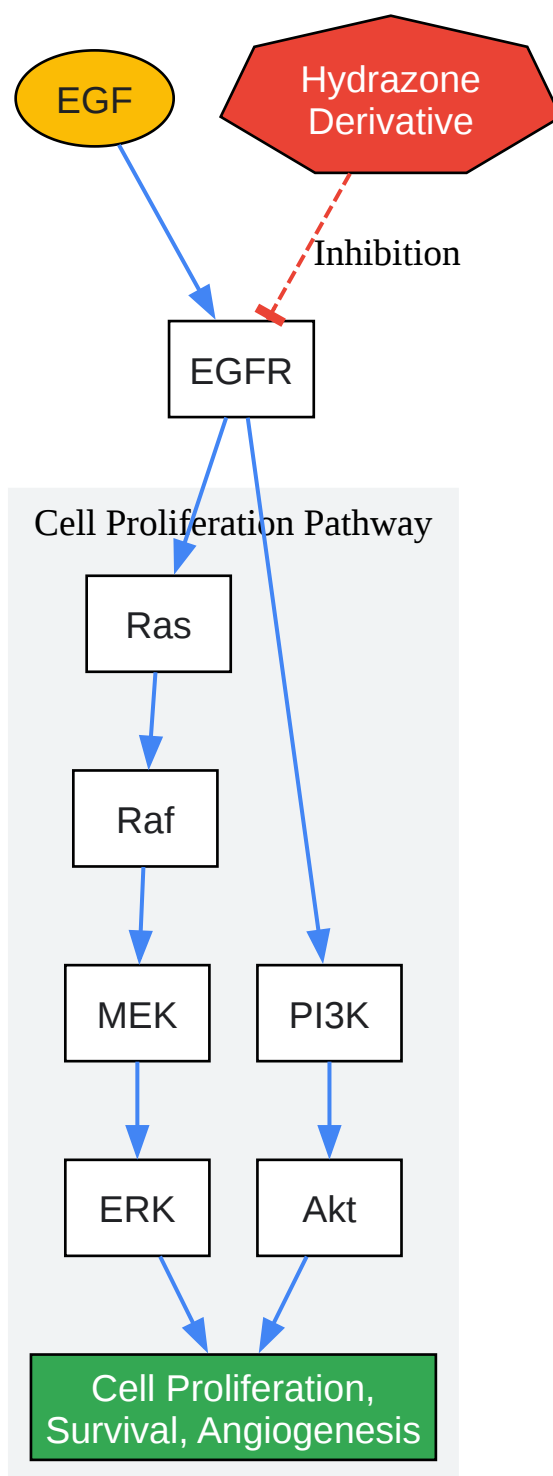 EGF
Hydrazone
Derivative
Inhibition
EGFR
Cell Proliferation Pathway
Ras
Raf
MEK
PI3K
ERK
Akt
Cell Proliferation,
Survival, Angiogenesis